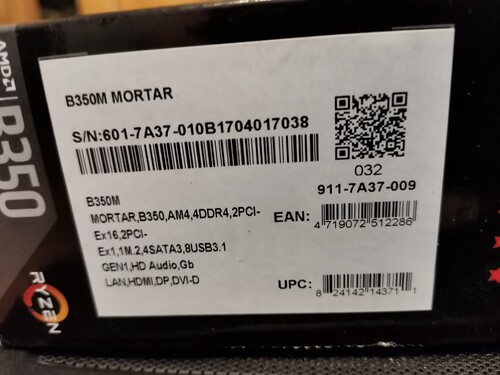 AMD
B350
RYZEN
B350M MORTAR
S/N:601-7A37-010B1704017038
032
911-7A37-009
B350M
MORTAR,B350,AM4,4DDR4,2PCI-
Ex16,2PCI-
Ex1,1M.2,4SATA3,8USB3.1
GEN1,HD Audio,Gb
LAN,HDMI,DP,DVI-D
EAN:
4 719072 512286
UPC:
8 24142 14371 1